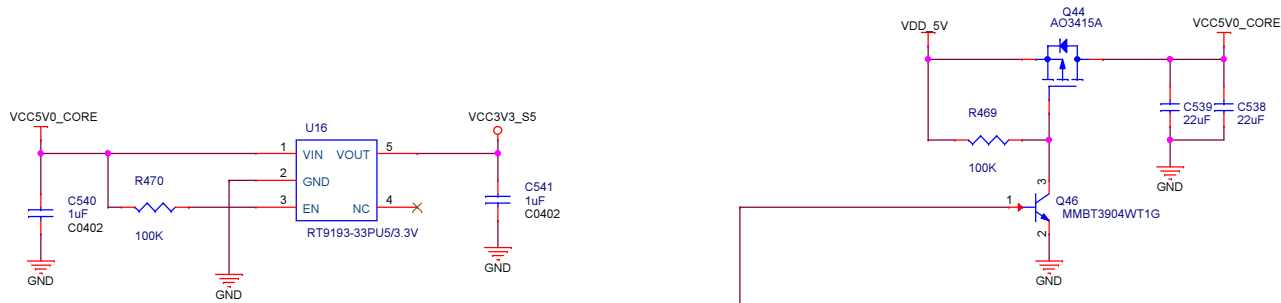 VCC5V0_CORE
U16
VCC3V3_S5
1
VIN
VOUT
5
2
GND
R470
3
EN
NC
4
C540
1uF
C0402
100K
RT9193-33PU5/3.3V
C541
1uF
C0402
GND
GND
GND
Q44
AO3415A
VDD_5V
VCC5V0_CORE
R469
100K
C539
22uF
C538
22uF
GND
3
1
Q46
MMBT3904WT1G
2
GND